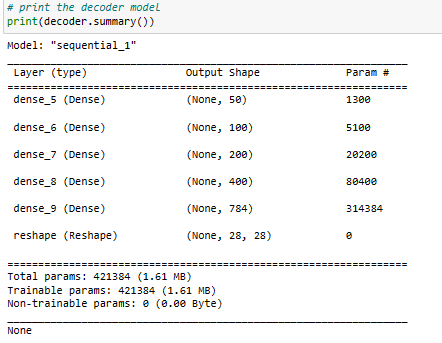 # print the decoder model
print(decoder.summary())
Model: "sequential_1"
Layer (type) Output Shape Param #
dense_5 (Dense) (None, 50) 1300
dense_6 (Dense) (None, 100) 5100
dense_7 (Dense) (None, 200) 20200
dense_8 (Dense) (None, 400) 80400
dense_9 (Dense) (None, 784) 314384
reshape (Reshape) (None, 28, 28) 0
Total params: 421384 (1.61 MB)
Trainable params: 421384 (1.61 MB)
Non-trainable params: 0 (0.00 Byte)
None